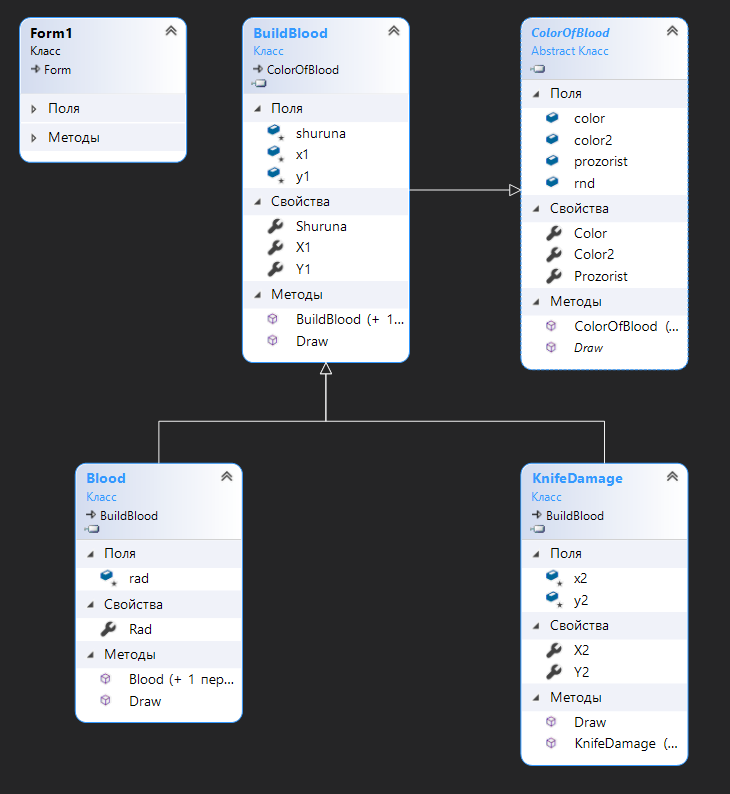 Form1
Класс
Form
Поля
Методы
BuildBlood
Класс
ColorOfBlood
Поля
shuruna
x1
y1
Свойства
Shuruna
X1
Y1
Методы
BuildBlood (+ 1...
Draw
ColorOfBlood
Abstract Класс
Поля
color
color2
prozorist
rnd
Свойства
Color
Color2
Prozorist
Методы
ColorOfBlood (...
Draw
Blood
Класс
BuildBlood
Поля
rad
Свойства
Rad
Методы
Blood (+ 1 пер...
Draw
KnifeDamage
Класс
BuildBlood
Поля
x2
y2
Свойства
X2
Y2
Методы
Draw
KnifeDamage (...